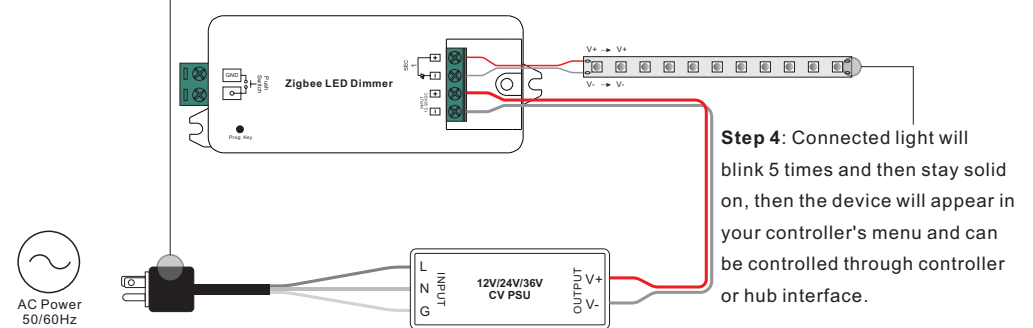 V+ → V+
GND
Push
Switch
Zigbee LED Dimmer
SEC
1
+
−
+
−
V- → V-
Prog. Key
Step 4: Connected light will
blink 5 times and then stay solid
on, then the device will appear in
your controller's menu and can
be controlled through controller
or hub interface.
L
N
G
INPUT
12V/24V/36V
CV PSU
OUTPUT
V+
V-
AC Power
50/60Hz